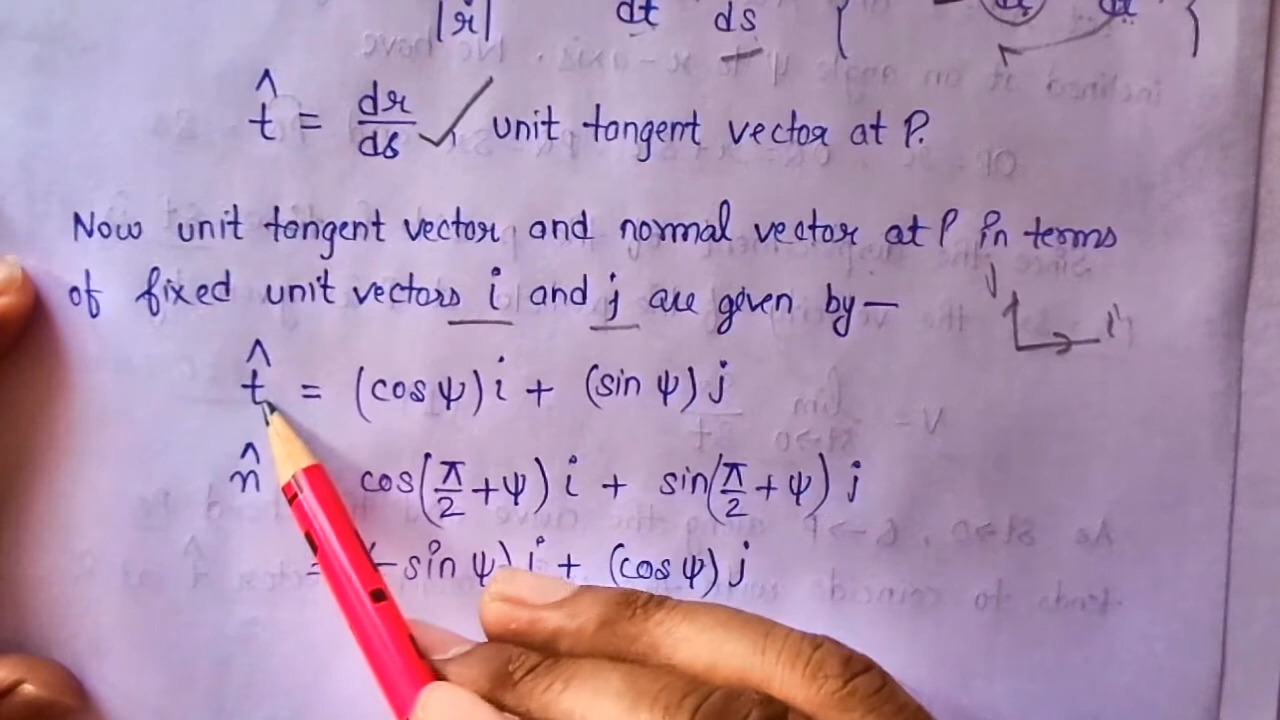 |ṙ| dt ds
t̂ = dr/ds ✓, unit tangent vector at P.
Now unit tangent vector and normal vector at P in terms
of fixed unit vectors i and j are given by—
j
i
t̂ = (cos ψ) i + (sin ψ) j
n̂ cos(π/2 + ψ) i + sin(π/2 + ψ) j
= (-sin ψ) i + (cos ψ) j